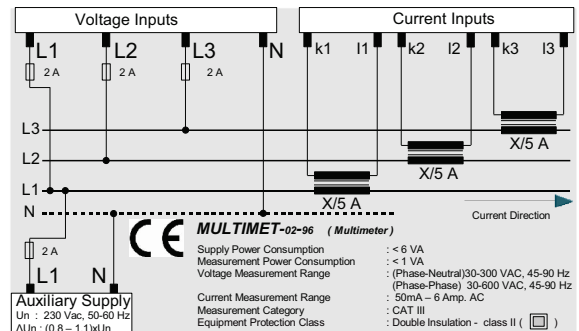 Voltage Inputs
Current Inputs
L1 L2 L3 N k1 l1 k2 l2 k3 l3
2 A 2 A 2 A
L3
X/5 A
L2
X/5 A
L1
X/5 A
N
Current Direction
CE MULTIMET-02-96 ( Multimeter )
2 A
L1 N
Auxiliary Supply
Un : 230 Vac, 50-60 Hz
ΔUn : (0.8 – 1.1)xUn
Supply Power Consumption : < 6 VA
Measurement Power Consumption : < 1 VA
Voltage Measurement Range : (Phase-Neutral)30-300 VAC, 45-90 Hz
(Phase-Phase) 30-600 VAC, 45-90 Hz
Current Measurement Range : 50mA – 6 Amp. AC
Measurement Category : CAT III
Equipment Protection Class : Double Insulation - class II ( )